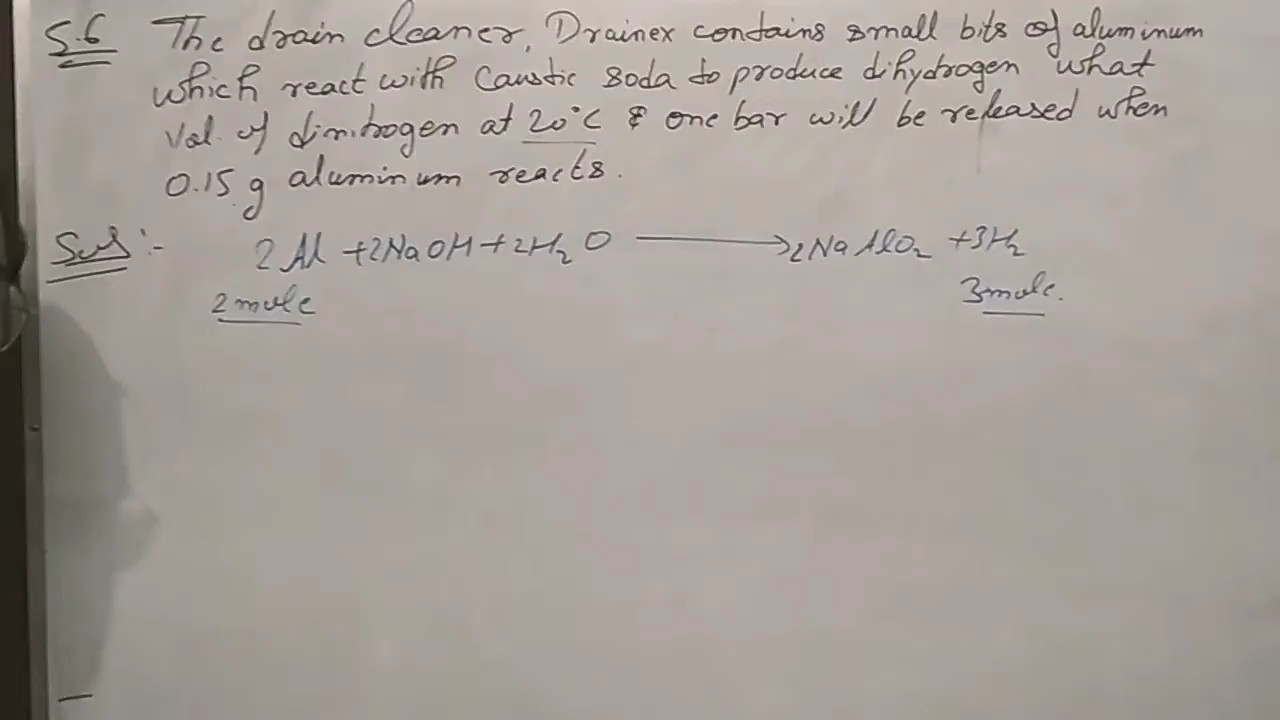 5.6 The drain cleaner, Drainex contains small bits of aluminum
which react with Caustic soda to produce dihydrogen what
Vol. of dinitrogen at 20°C & one bar will be released when
0.15 g aluminum reacts.
Sol:- 2Al + 2NaOH + 2H₂O ⟶ 2NaAlO₂ + 3H₂
2 mole 3 mole.